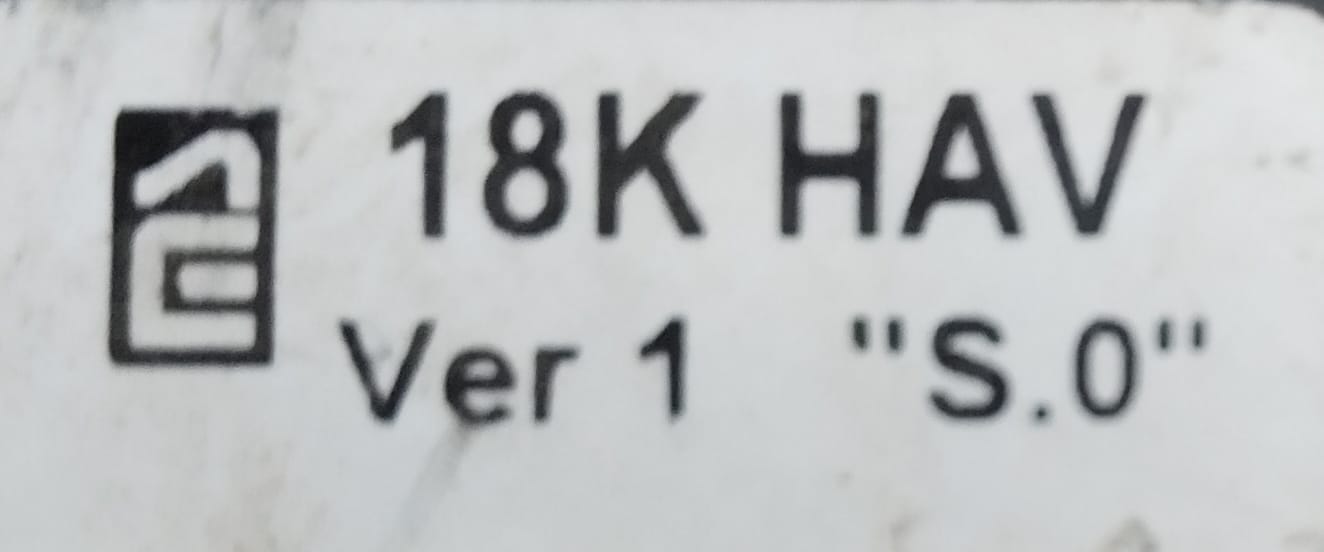 18K HAV
Ver 1 "S.0"